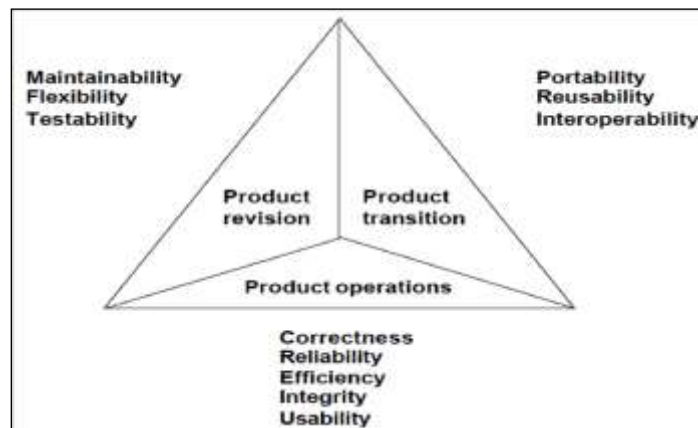 Maintainability
Flexibility
Testability
Portability
Reusability
Interoperability
Product
revision
Product
transition
Product operations
Correctness
Reliability
Efficiency
Integrity
Usability